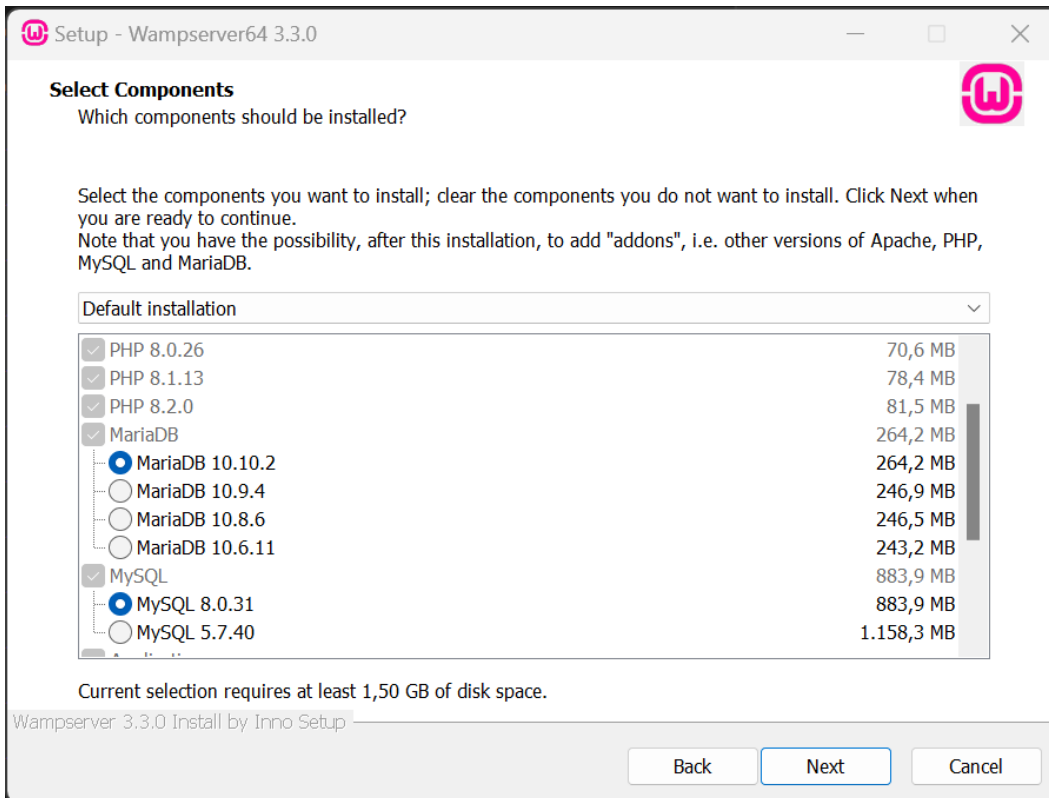 Setup - Wampserver64 3.3.0
Select Components
Which components should be installed?
Select the components you want to install; clear the components you do not want to install. Click Next when
you are ready to continue.
Note that you have the possibility, after this installation, to add "addons", i.e. other versions of Apache, PHP,
MySQL and MariaDB.
Default installation
PHP 8.0.26 70,6 MB
PHP 8.1.13 78,4 MB
PHP 8.2.0 81,5 MB
MariaDB 264,2 MB
MariaDB 10.10.2 264,2 MB
MariaDB 10.9.4 246,9 MB
MariaDB 10.8.6 246,5 MB
MariaDB 10.6.11 243,2 MB
MySQL 883,9 MB
MySQL 8.0.31 883,9 MB
MySQL 5.7.40 1.158,3 MB
Current selection requires at least 1,50 GB of disk space.
Wampserver 3.3.0 Install by Inno Setup
Back Next Cancel